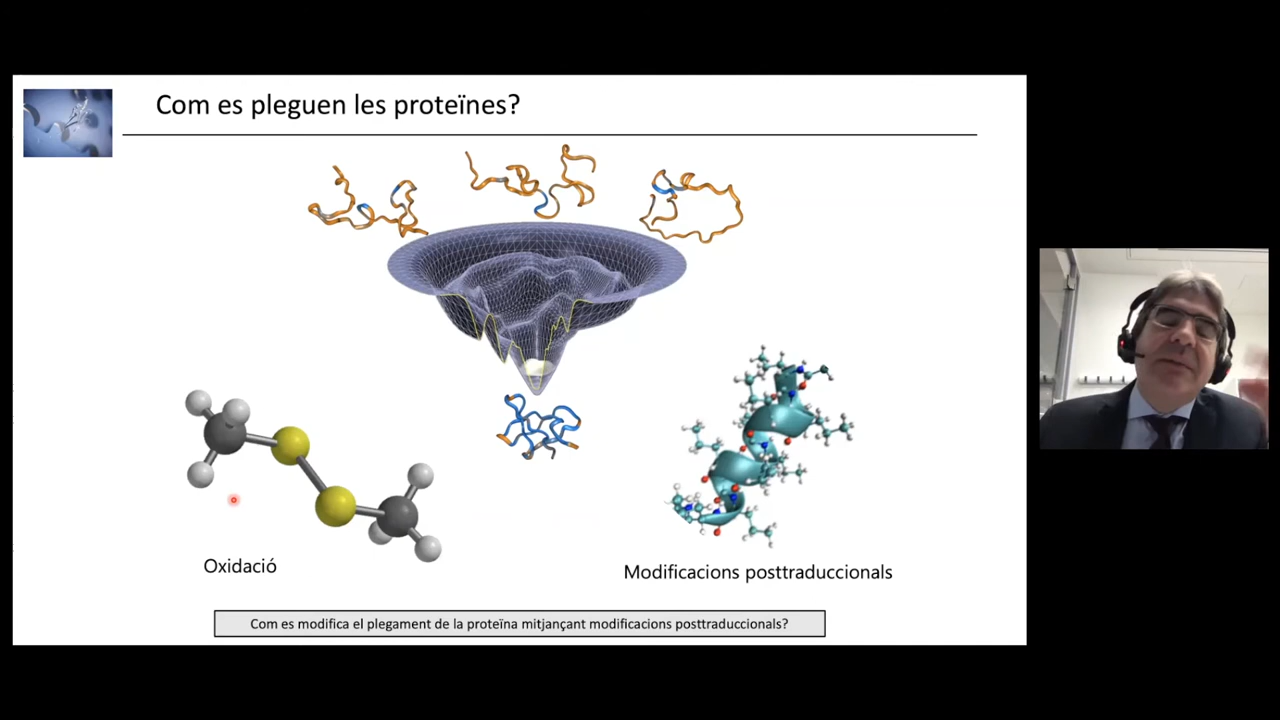 Com es pleguen les proteïnes?
Oxidació
Modificacions posttraduccionals
Com es modifica el plegament de la proteïna mitjançant modificacions posttraduccionals?